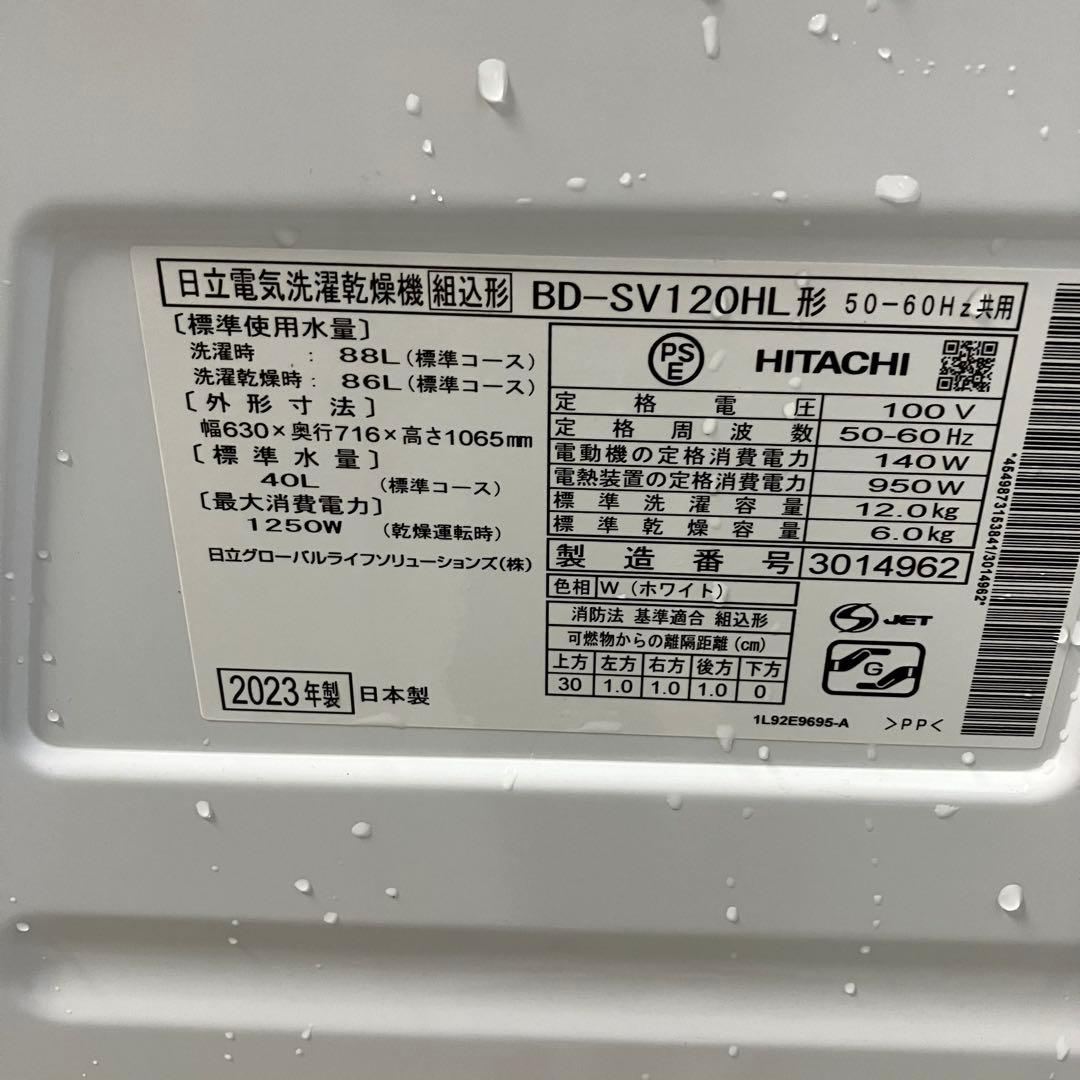 日立電気洗濯乾燥機 組込形 BD-SV120HL形 50-60Hz共用
〔標準使用水量〕
洗濯時 : 88L(標準コース)
洗濯乾燥時: 86L(標準コース)
〔外形寸法〕
幅630×奥行716×高さ1065mm
〔標準水量〕
40L (標準コース)
〔最大消費電力〕
1250W (乾燥運転時)
日立グローバルライフソリューションズ(株)
2023年製 日本製
PSE HITACHI
定格電圧 100V
定格周波数 50-60Hz
電動機の定格消費電力 140W
電熱装置の定格消費電力 950W
標準洗濯容量 12.0kg
標準乾燥容量 6.0kg
製造番号 3014962
色相 W(ホワイト)
消防法 基準適合 組込形
可燃物からの離隔距離(cm)
上方 左方 右方 後方 下方
30 1.0 1.0 1.0 0
S JET
G
1L92E9695-A >PP<